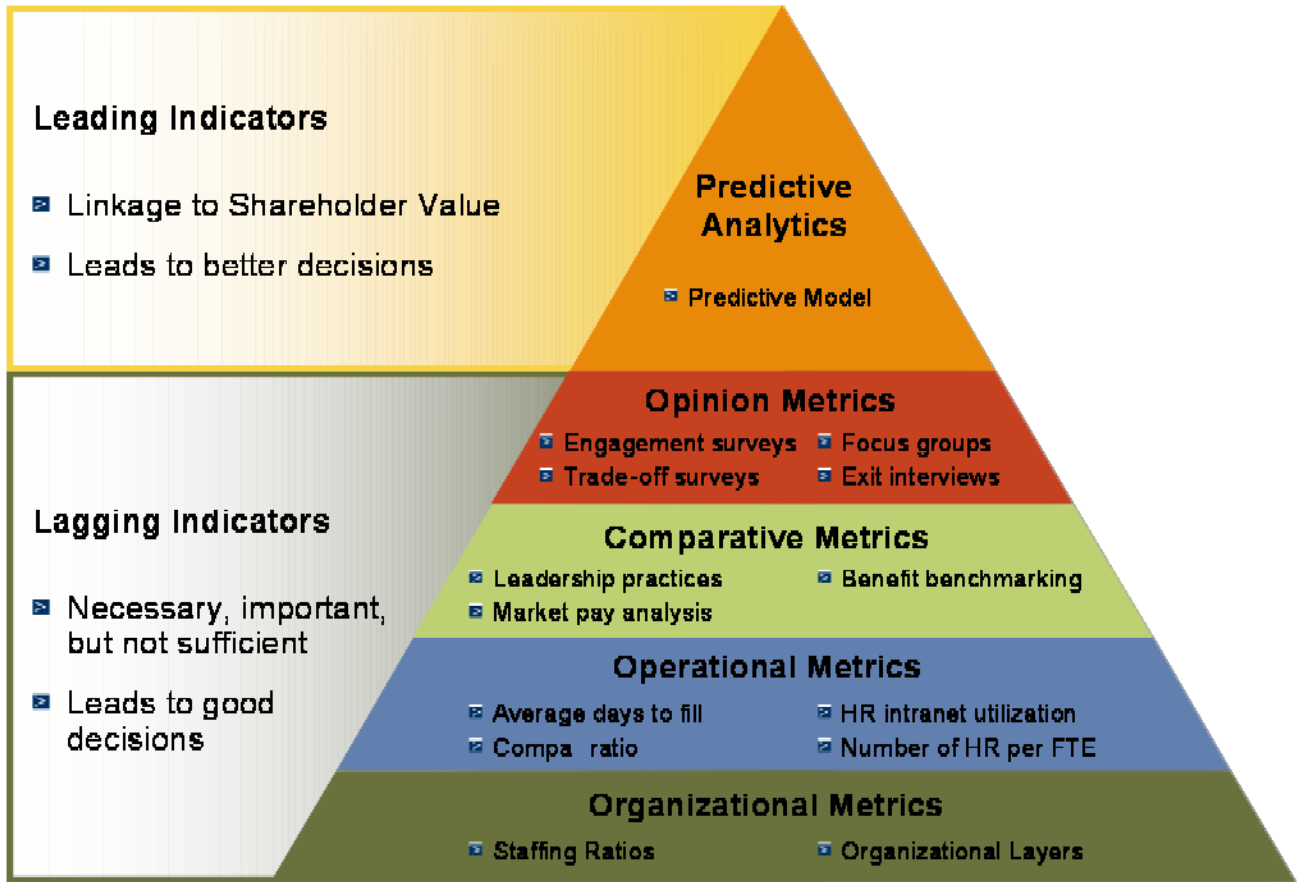 Leading Indicators
Linkage to Shareholder Value
Leads to better decisions
Predictive
Analytics
Predictive Model
Opinion Metrics
Engagement surveys Focus groups
Trade-off surveys Exit interviews
Lagging Indicators
Necessary, important,
but not sufficient
Leads to good
decisions
Comparative Metrics
Leadership practices Benefit benchmarking
Market pay analysis
Operational Metrics
Average days to fill HR intranet utilization
Compa ratio Number of HR per FTE
Organizational Metrics
Staffing Ratios Organizational Layers